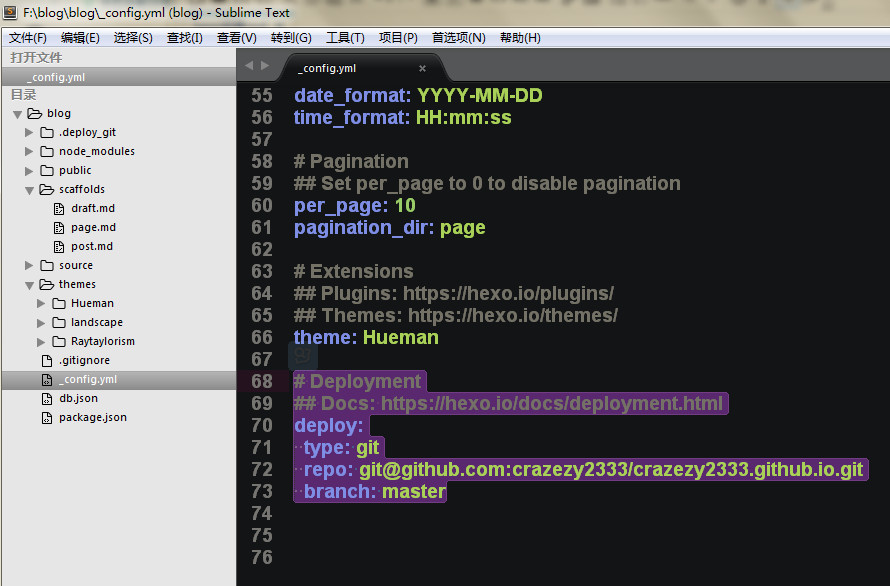 F:\blog\blog\_config.yml (blog) - Sublime Text
文件(F) 编辑(E) 选择(S) 查找(I) 查看(V) 转到(G) 工具(T) 项目(P) 首选项(N) 帮助(H)
打开文件
_config.yml
目录
blog
.deploy_git
node_modules
public
scaffolds
draft.md
page.md
post.md
source
themes
Hueman
landscape
Raytaylorism
.gitignore
_config.yml
db.json
package.json
_config.yml ×
55 date_format: YYYY-MM-DD
56 time_format: HH:mm:ss
57
58 # Pagination
59 ## Set per_page to 0 to disable pagination
60 per_page: 10
61 pagination_dir: page
62
63 # Extensions
64 ## Plugins: https://hexo.io/plugins/
65 ## Themes: https://hexo.io/themes/
66 theme: Hueman
67
68 # Deployment
69 ## Docs: https://hexo.io/docs/deployment.html
70 deploy:
71 type: git
72 repo: git@github.com:crazezy2333/crazezy2333.github.io.git
73 branch: master
74
75
76